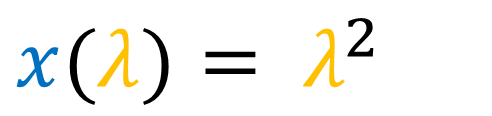 x(λ) = λ²